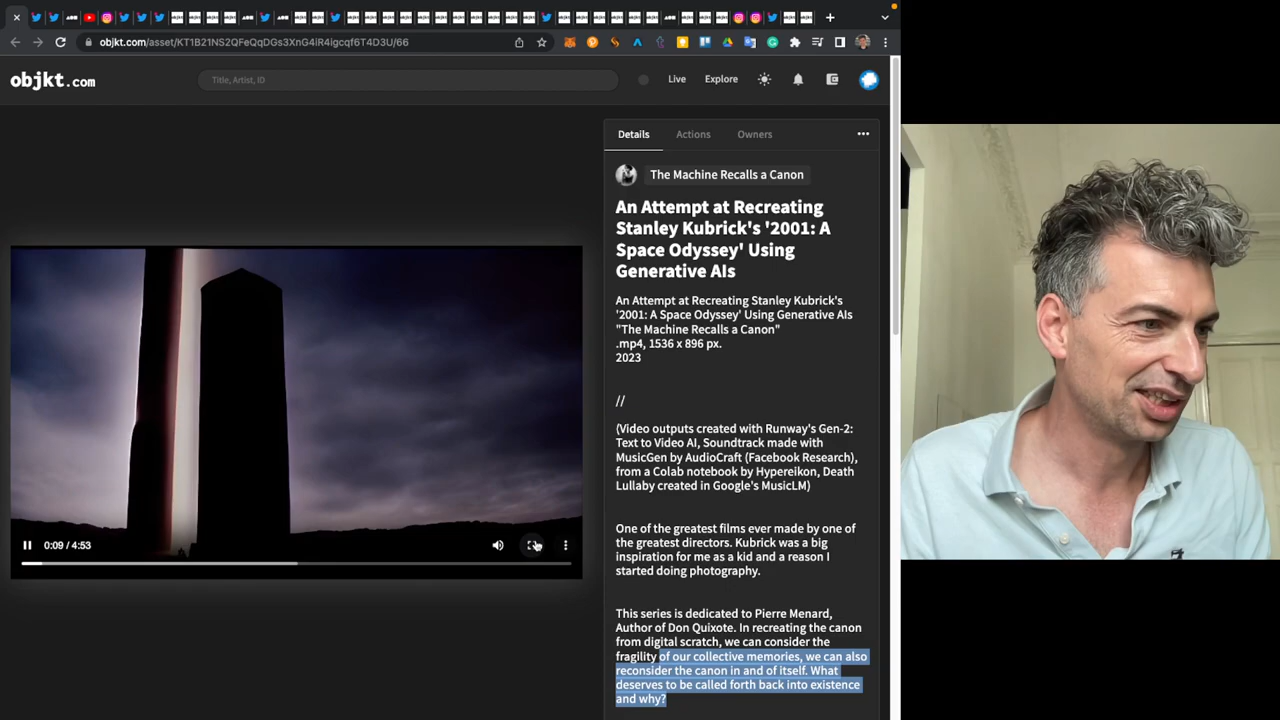 objkt.com/asset/KT1B21NS2QFeQqDGs3XnG4iR4igcqf6T4D3U/66
objkt.com
Title, Artist, ID
Live
Explore
Details
Actions
Owners
The Machine Recalls a Canon
An Attempt at Recreating
Stanley Kubrick's '2001: A
Space Odyssey' Using
Generative AIs
An Attempt at Recreating Stanley Kubrick's
'2001: A Space Odyssey' Using Generative AIs
"The Machine Recalls a Canon"
.mp4, 1536 x 896 px.
2023
//
(Video outputs created with Runway's Gen-2:
Text to Video AI, Soundtrack made with
MusicGen by AudioCraft (Facebook Research),
from a Colab notebook by Hypereikon, Death
Lullaby created in Google's MusicLM)
One of the greatest films ever made by one of
the greatest directors. Kubrick was a big
inspiration for me as a kid and a reason I
started doing photography.
This series is dedicated to Pierre Menard,
Author of Don Quixote. In recreating the canon
from digital scratch, we can consider the
fragility of our collective memories, we can also
reconsider the canon in and of itself. What
deserves to be called forth back into existence
and why?
0:09 / 4:53